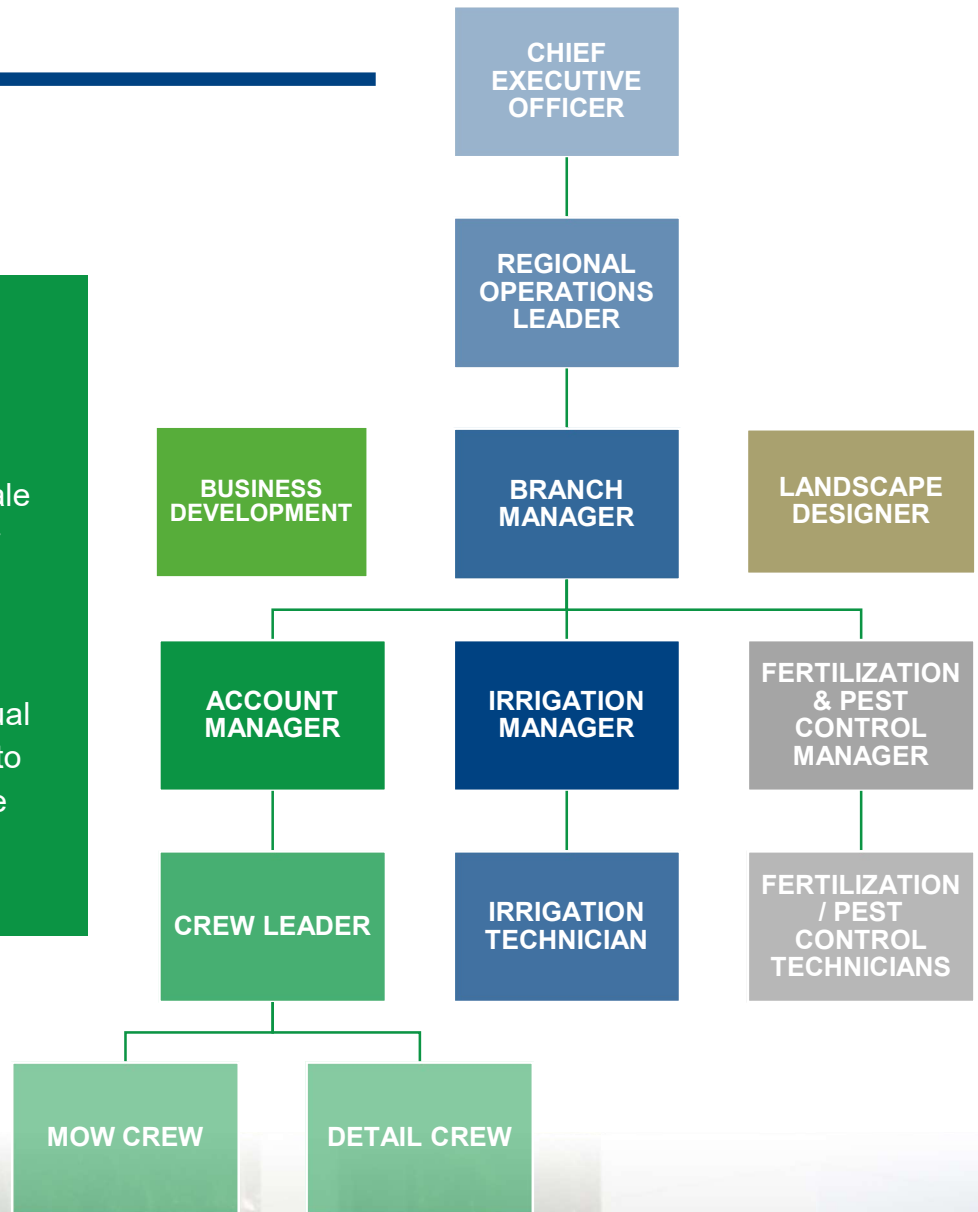 CHIEF
EXECUTIVE
OFFICER
REGIONAL
OPERATIONS
LEADER
BUSINESS
DEVELOPMENT
BRANCH
MANAGER
LANDSCAPE
DESIGNER
ACCOUNT
MANAGER
IRRIGATION
MANAGER
FERTILIZATION
& PEST
CONTROL
MANAGER
CREW LEADER
IRRIGATION
TECHNICIAN
FERTILIZATION
/ PEST
CONTROL
TECHNICIANS
MOW CREW
DETAIL CREW
to